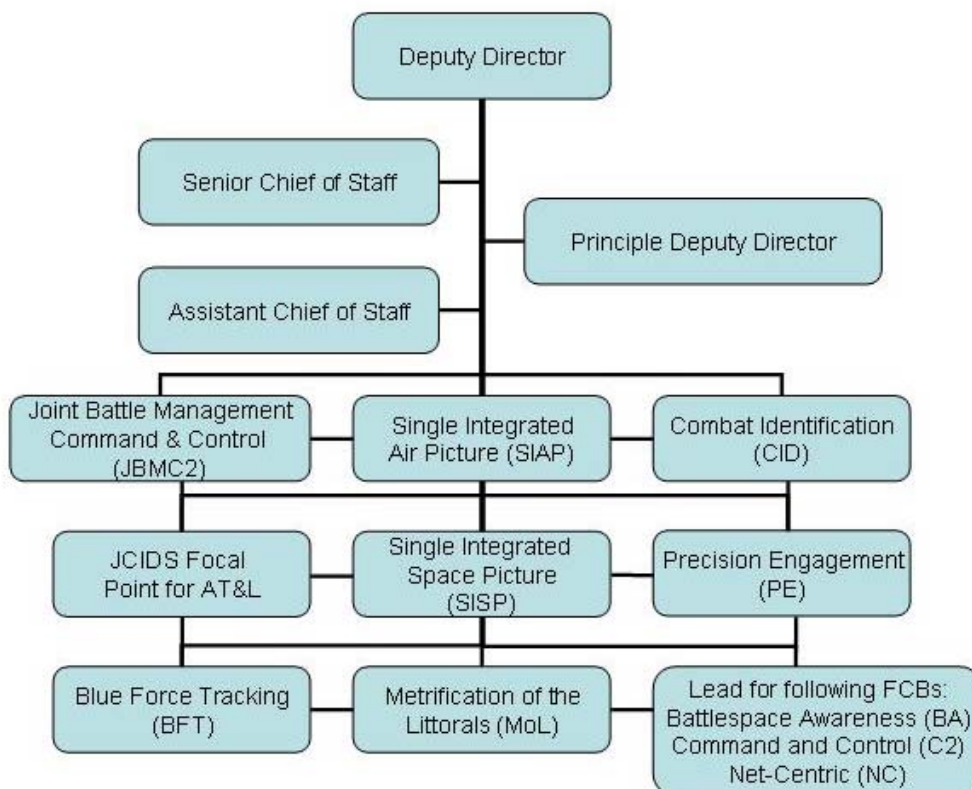 Deputy Director
Senior Chief of Staff
Principle Deputy Director
Assistant Chief of Staff
Joint Battle Management
Command & Control
(JBMC2)
Single Integrated
Air Picture (SIAP)
Combat Identification
(CID)
JCIDS Focal
Point for AT&L
Single Integrated
Space Picture
(SISP)
Precision Engagement
(PE)
Blue Force Tracking
(BFT)
Metrification of the
Littorals (MoL)
Lead for following FCBs:
Battlespace Awareness (BA)
Command and Control (C2)
Net-Centric (NC)